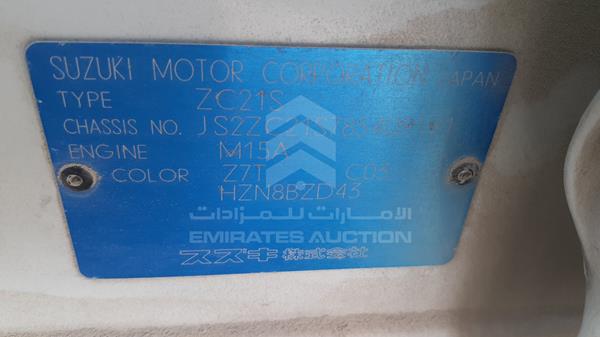 SUZUKI MOTOR CORPORATION JAPAN
TYPE ZC21S
CHASSIS NO.
ENGINE M15A
COLOR Z7T C03
HZN8BZD43
الامارات للمزادات
EMIRATES AUCTION
スズキ株式会社